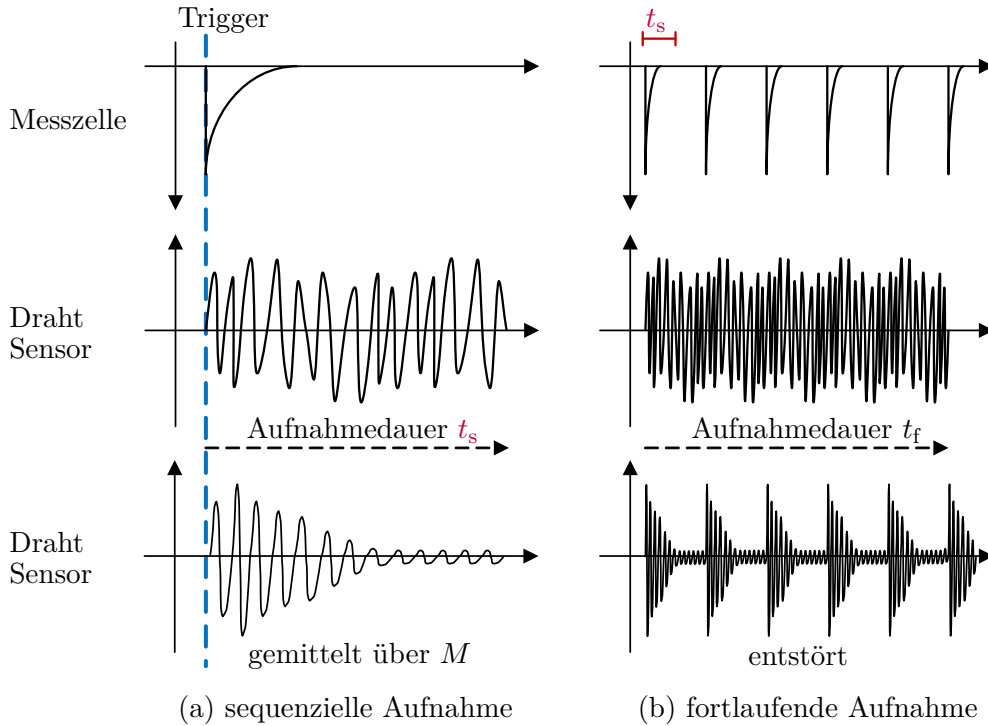 Trigger
t_s
Messzelle
Draht
Sensor
Aufnahmedauer t_s
Aufnahmedauer t_f
Draht
Sensor
gemittelt über M
entstört
(a) sequenzielle Aufnahme
(b) fortlaufende Aufnahme